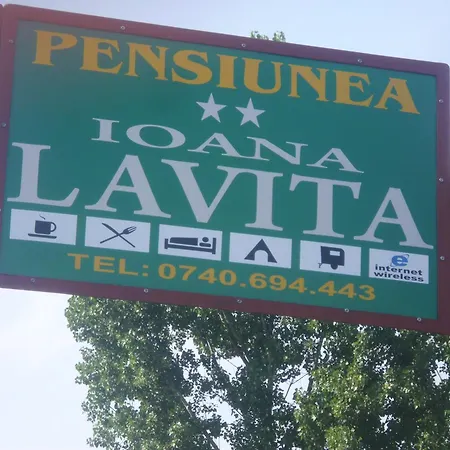 PENSIUNEA
IOANA
LAVITA
internet
wireless
TEL: 0740.694.443